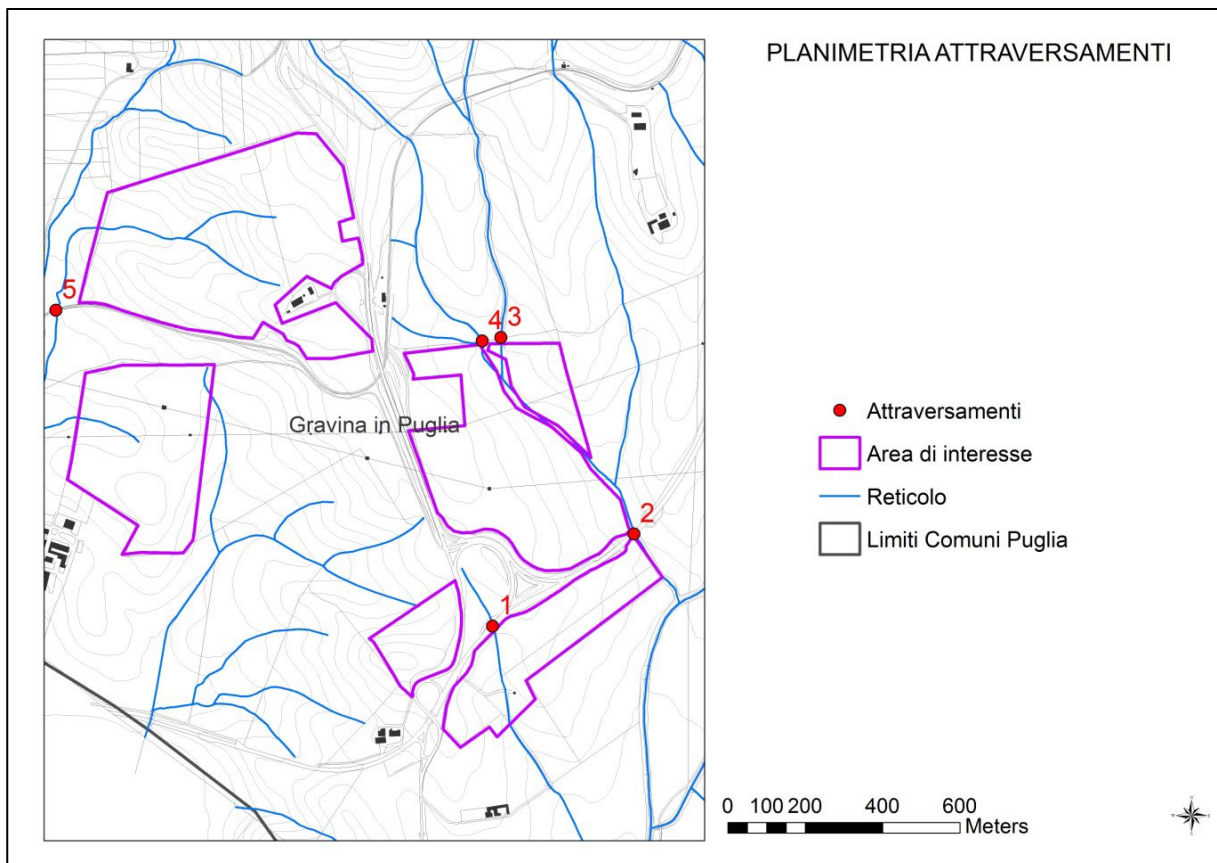 PLANIMETRIA ATTRAVERSAMENTI
5
4
3
Gravina in Puglia
2
1
Attraversamenti
Area di interesse
Reticolo
Limiti Comuni Puglia
0 100 200 400 600
Meters